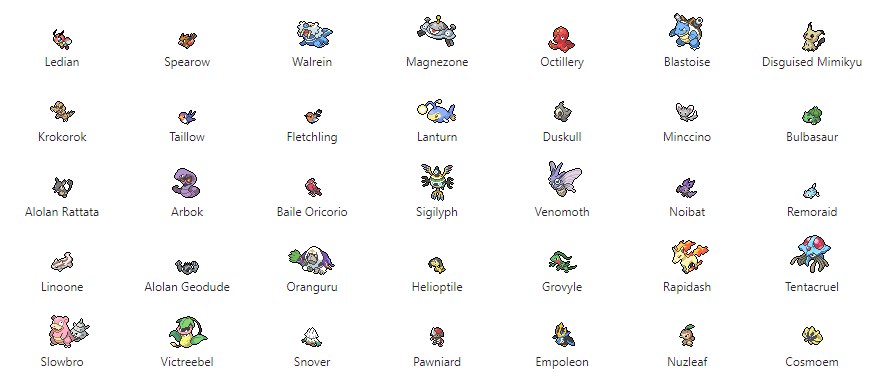 Ledian Spearow Walrein Magnezone Octillery Blastoise Disguised Mimikyu
Krokorok Taillow Fletchling Lanturn Duskull Minccino Bulbasaur
Alolan Rattata Arbok Baile Oricorio Sigilyph Venomoth Noibat Remoraid
Linoone Alolan Geodude Oranguru Helioptile Grovyle Rapidash Tentacruel
Slowbro Victreebel Snover Pawniard Empoleon Nuzleaf Cosmoem